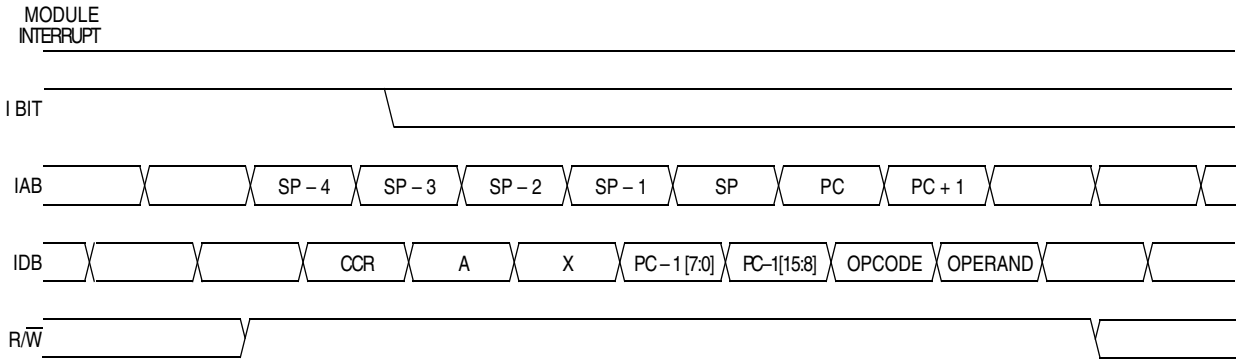 MODULE
INTERRUPT
I BIT
IAB SP – 4 SP – 3 SP – 2 SP – 1 SP PC PC + 1
IDB CCR A X PC – 1 [7:0] PC–1[15:8] OPCODE OPERAND
R/W̅